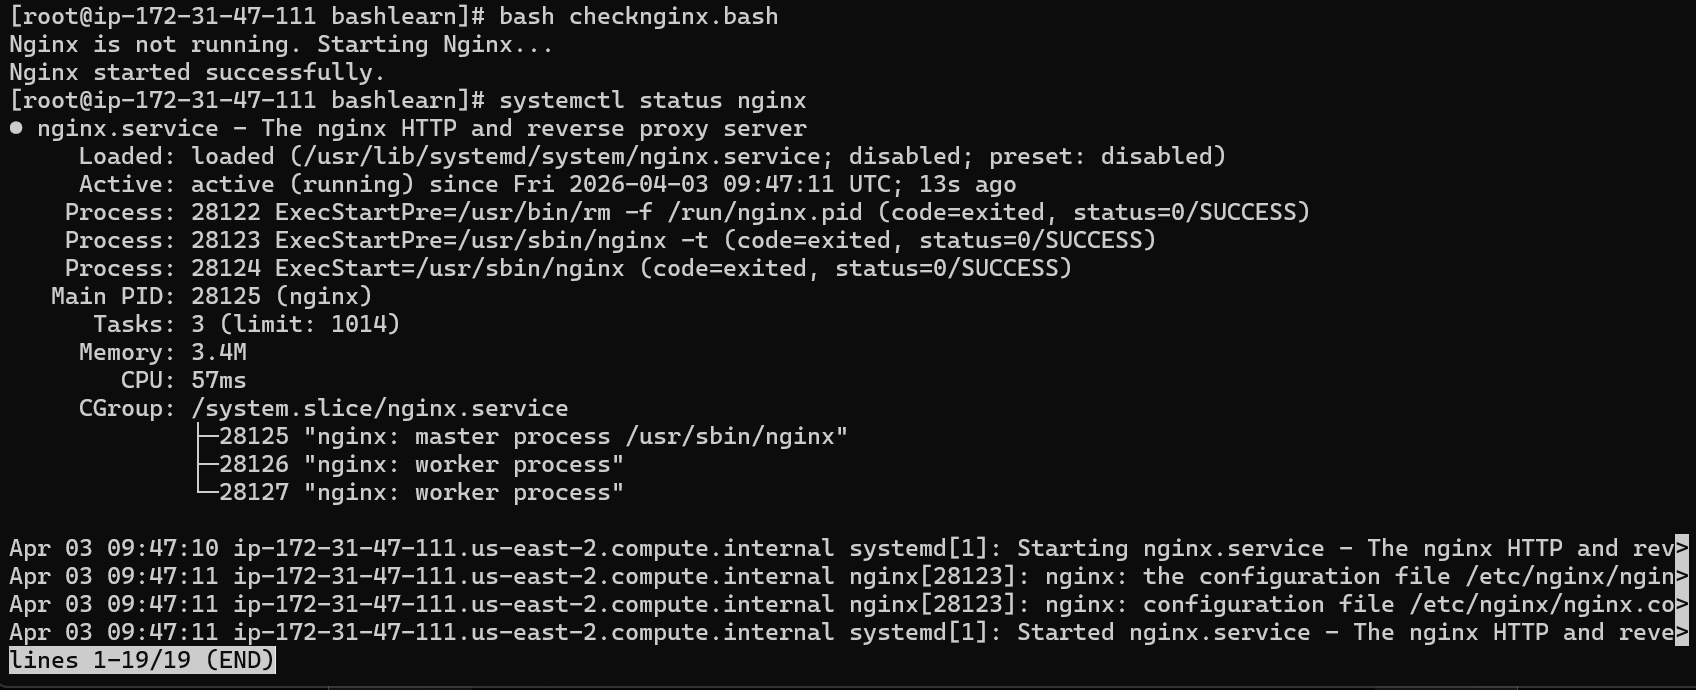 [root@ip-172-31-47-111 bashlearn]# bash checknginx.bash
Nginx is not running. Starting Nginx...
Nginx started successfully.
[root@ip-172-31-47-111 bashlearn]# systemctl status nginx
● nginx.service - The nginx HTTP and reverse proxy server
     Loaded: loaded (/usr/lib/systemd/system/nginx.service; disabled; preset: disabled)
     Active: active (running) since Fri 2026-04-03 09:47:11 UTC; 13s ago
    Process: 28122 ExecStartPre=/usr/bin/rm -f /run/nginx.pid (code=exited, status=0/SUCCESS)
    Process: 28123 ExecStartPre=/usr/sbin/nginx -t (code=exited, status=0/SUCCESS)
    Process: 28124 ExecStart=/usr/sbin/nginx (code=exited, status=0/SUCCESS)
   Main PID: 28125 (nginx)
      Tasks: 3 (limit: 1014)
     Memory: 3.4M
        CPU: 57ms
     CGroup: /system.slice/nginx.service
             ├─28125 "nginx: master process /usr/sbin/nginx"
             ├─28126 "nginx: worker process"
             └─28127 "nginx: worker process"

Apr 03 09:47:10 ip-172-31-47-111.us-east-2.compute.internal systemd[1]: Starting nginx.service - The nginx HTTP and rev>
Apr 03 09:47:11 ip-172-31-47-111.us-east-2.compute.internal nginx[28123]: nginx: the configuration file /etc/nginx/ngin>
Apr 03 09:47:11 ip-172-31-47-111.us-east-2.compute.internal nginx[28123]: nginx: configuration file /etc/nginx/nginx.co>
Apr 03 09:47:11 ip-172-31-47-111.us-east-2.compute.internal systemd[1]: Started nginx.service - The nginx HTTP and reve>
lines 1-19/19 (END)